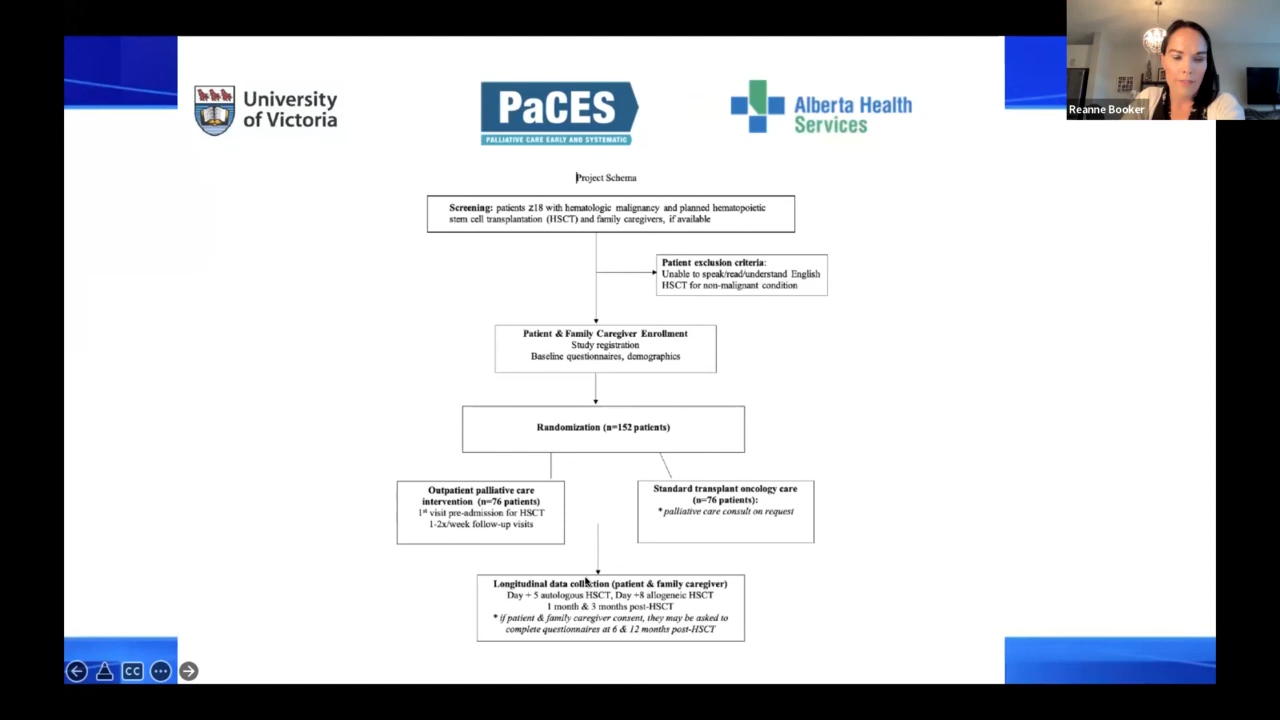 University
of Victoria
PaCES
PALLIATIVE CARE EARLY AND SYSTEMATIC
Alberta Health
Services
Reanne Booker
Project Schema
Screening: patients ≥18 with hematologic malignancy and planned hematopoietic
stem cell transplantation (HSCT) and family caregivers, if available
Patient exclusion criteria:
Unable to speak/read/understand English
HSCT for non-malignant condition
Patient & Family Caregiver Enrollment
Study registration
Baseline questionnaires, demographics
Randomization (n=152 patients)
Outpatient palliative care
intervention (n=76 patients)
1st visit pre-admission for HSCT
1-2x/week follow-up visits
Standard transplant oncology care
(n=76 patients):
* palliative care consult on request
Longitudinal data collection (patient & family caregiver)
Day + 5 autologous HSCT, Day +8 allogeneic HSCT
1 month & 3 months post-HSCT
* if patient & family caregiver consent, they may be asked to
complete questionnaires at 6 & 12 months post-HSCT
CC